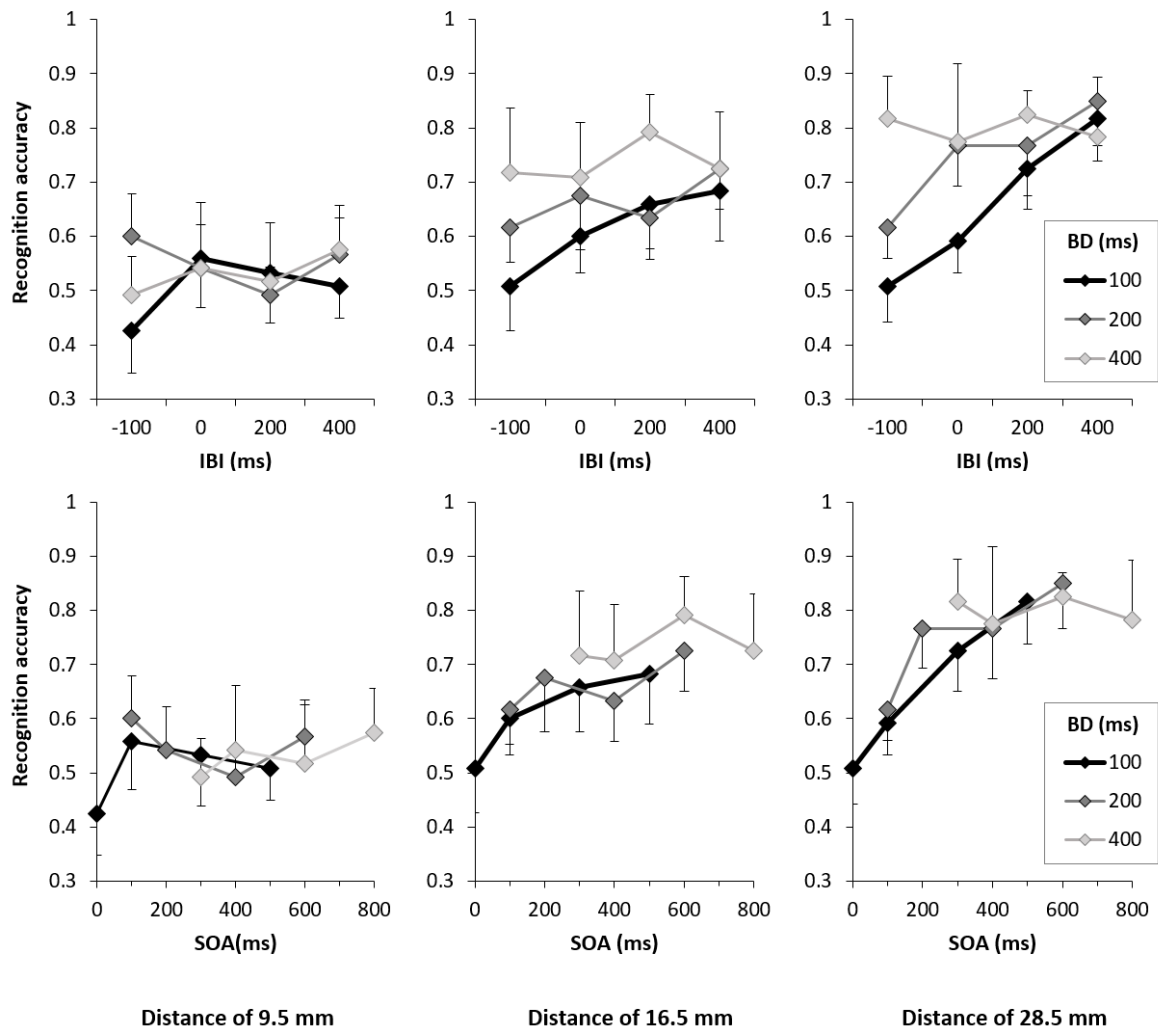 1
0.9
0.8
0.7
0.6
0.5
0.4
0.3
Recognition accuracy
-100 0 200 400
IBI (ms)
1
0.9
0.8
0.7
0.6
0.5
0.4
0.3
-100 0 200 400
IBI (ms)
1
0.9
0.8
0.7
0.6
0.5
0.4
0.3
-100 0 200 400
IBI (ms)
BD (ms)
100
200
400
1
0.9
0.8
0.7
0.6
0.5
0.4
0.3
Recognition accuracy
0 200 400 600 800
SOA(ms)
1
0.9
0.8
0.7
0.6
0.5
0.4
0.3
0 200 400 600 800
SOA (ms)
1
0.9
0.8
0.7
0.6
0.5
0.4
0.3
0 200 400 600 800
SOA (ms)
BD (ms)
100
200
400
Distance of 9.5 mm
Distance of 16.5 mm
Distance of 28.5 mm